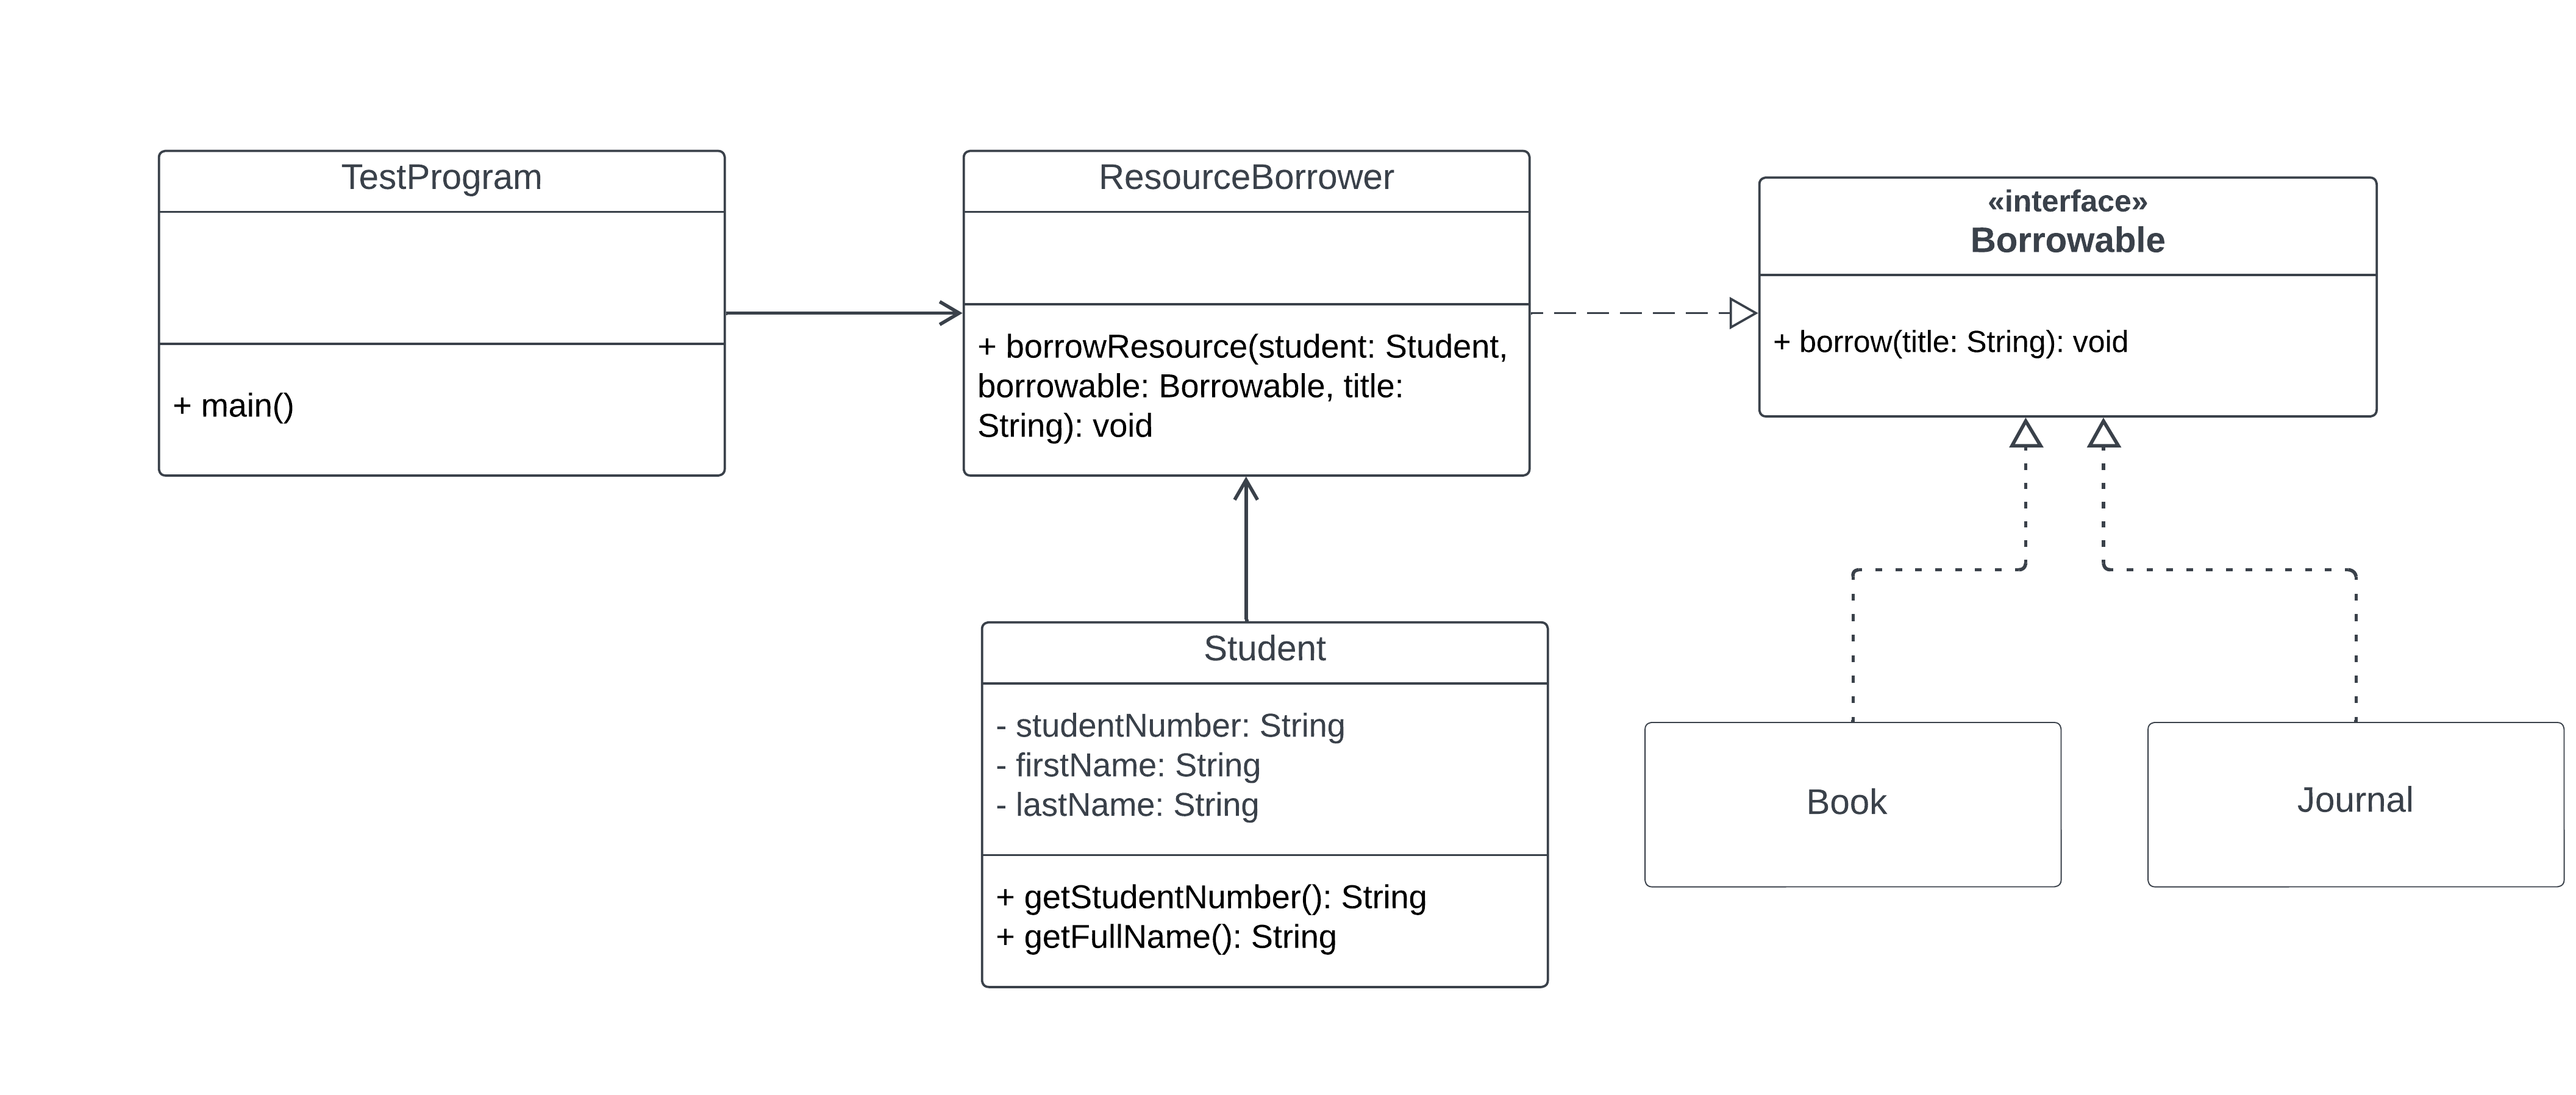 TestProgram
+ main()
ResourceBorrower
+ borrowResource(student: Student,
borrowable: Borrowable, title:
String): void
«interface»
Borrowable
+ borrow(title: String): void
Student
- studentNumber: String
- firstName: String
- lastName: String
+ getStudentNumber(): String
+ getFullName(): String
Book
Journal